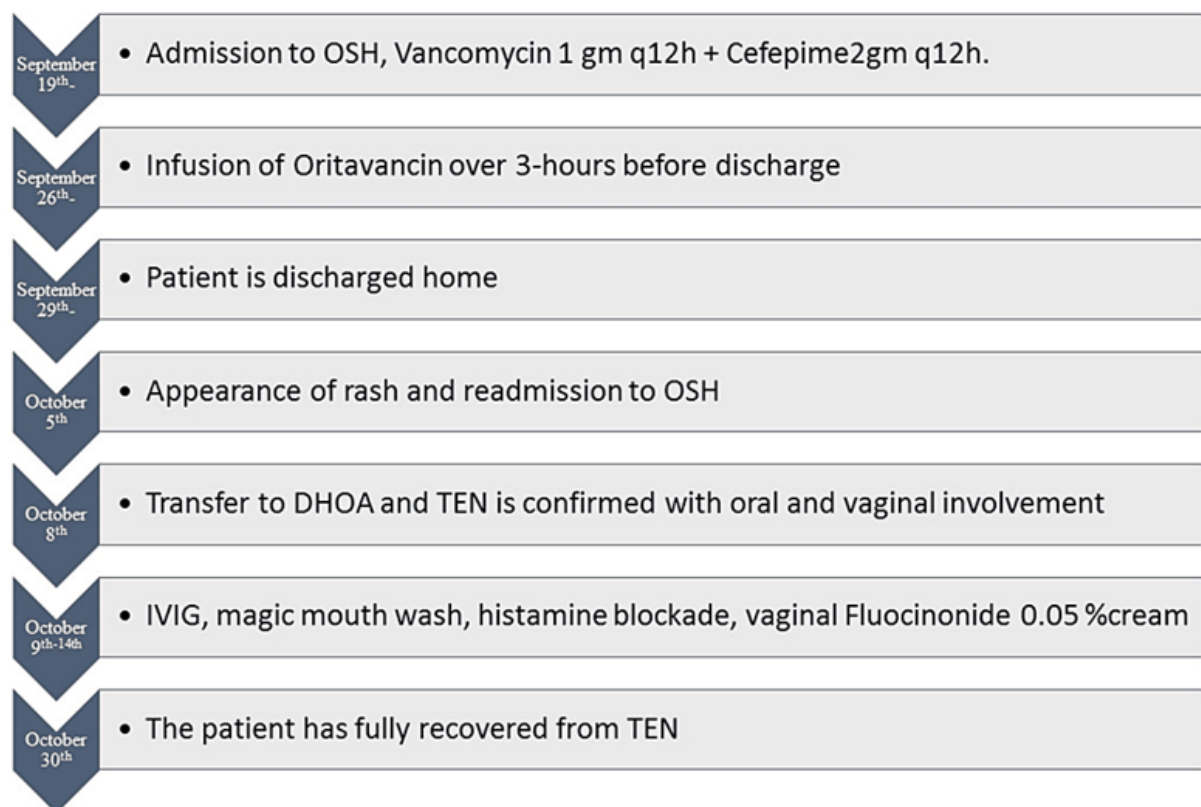 September
19th-
• Admission to OSH, Vancomycin 1 gm q12h + Cefepime2gm q12h.
September
26th-
• Infusion of Oritavancin over 3-hours before discharge
September
29th-
• Patient is discharged home
October
5th
• Appearance of rash and readmission to OSH
October
8th
• Transfer to DHOA and TEN is confirmed with oral and vaginal involvement
October
9th-14th
• IVIG, magic mouth wash, histamine blockade, vaginal Fluocinonide 0.05 %cream
October
30th
• The patient has fully recovered from TEN